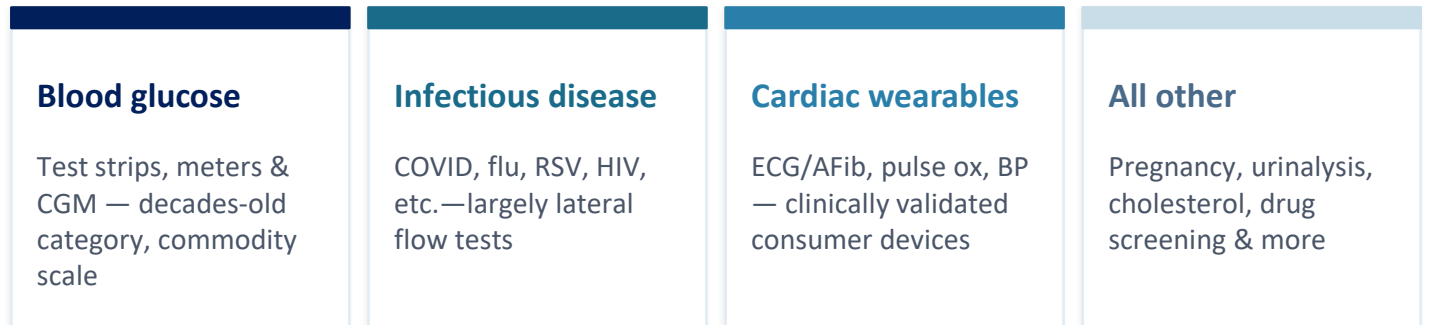 Blood glucose
Test strips, meters &
CGM — decades-old
category, commodity
scale
Infectious disease
COVID, flu, RSV, HIV,
etc.—largely lateral
flow tests
Cardiac wearables
ECG/AFib, pulse ox, BP
— clinically validated
consumer devices
All other
Pregnancy, urinalysis,
cholesterol, drug
screening & more